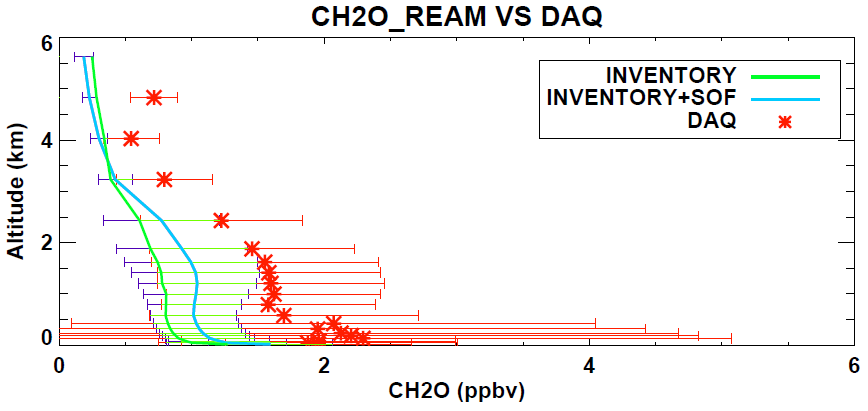 CH2O_REAM VS DAQ
6
INVENTORY
INVENTORY+SOF
DAQ
4
Altitude (km)
2
0
0 2 4 6
CH2O (ppbv)